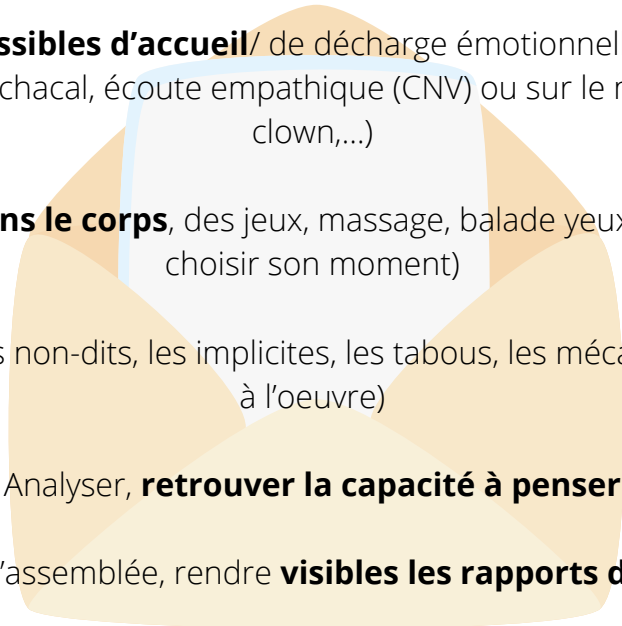 ssibles d’accueil/ de décharge émotionnel
chacal, écoute empathique (CNV) ou sur le
clown,...)
ns le corps, des jeux, massage, balade yeux
choisir son moment)
s non-dits, les implicites, les tabous, les méca
à l’oeuvre)
Analyser, retrouver la capacité à penser
’assemblée, rendre visibles les rapports d